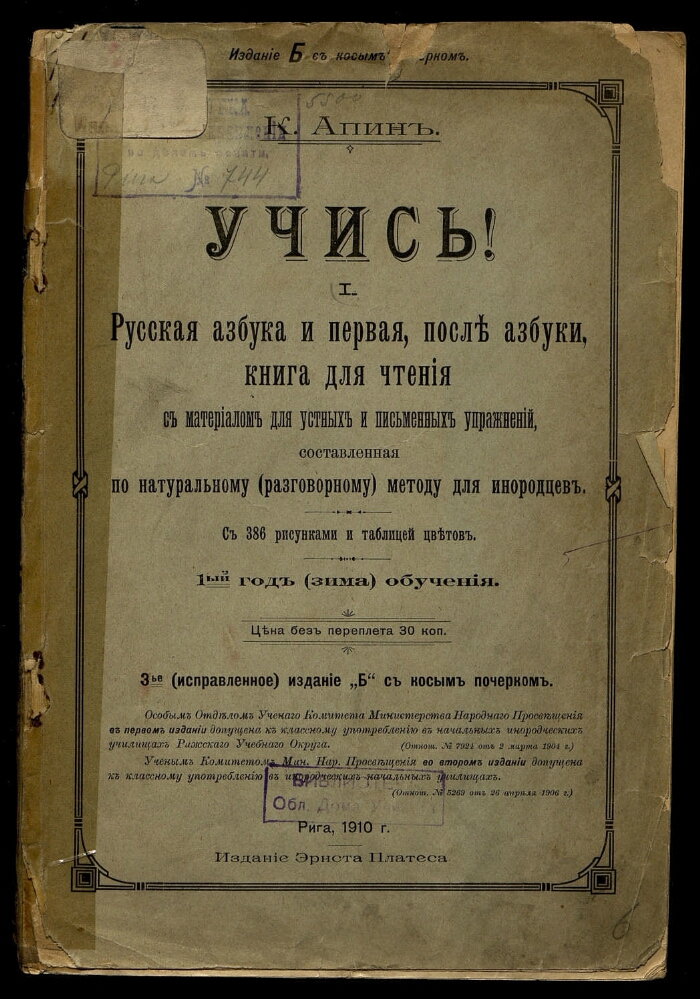 Изданіе Б съ косымъ
5500
К. Апинъ.
№ 744
УЧИСЬ!
I.
Русская азбука и первая, послѣ азбуки,
книга для чтенія
съ матеріаломъ для устныхъ и письменныхъ упражненій,
составленная
по натуральному (разговорному) методу для инородцевъ.
Съ 386 рисунками и таблицей цвѣтовъ.
1ый годъ (зима) обученія.
Цѣна безъ переплета 30 коп.
3ье (исправленное) изданіе „Б“ съ косымъ почеркомъ.
Особымъ Отдѣломъ Ученаго Комитета Министерства Народнаго Просвѣщенія
въ первомъ изданіи допущена къ классному употребленію въ начальныхъ инородческихъ
училищахъ Рижскаго Учебнаго Округа. (Отнош. № 7924 отъ 2 марта 1904 г.)
Ученымъ Комитетомъ Мин. Нар. Просвѣщенія во второмъ изданіи допущена
къ классному употребленію въ инородческихъ начальныхъ училищахъ.
(Отнош. № 5269 отъ 26 апрѣля 1906 г.)
Обл.
Рига, 1910 г.
Изданіе Эрнста Платеса
6